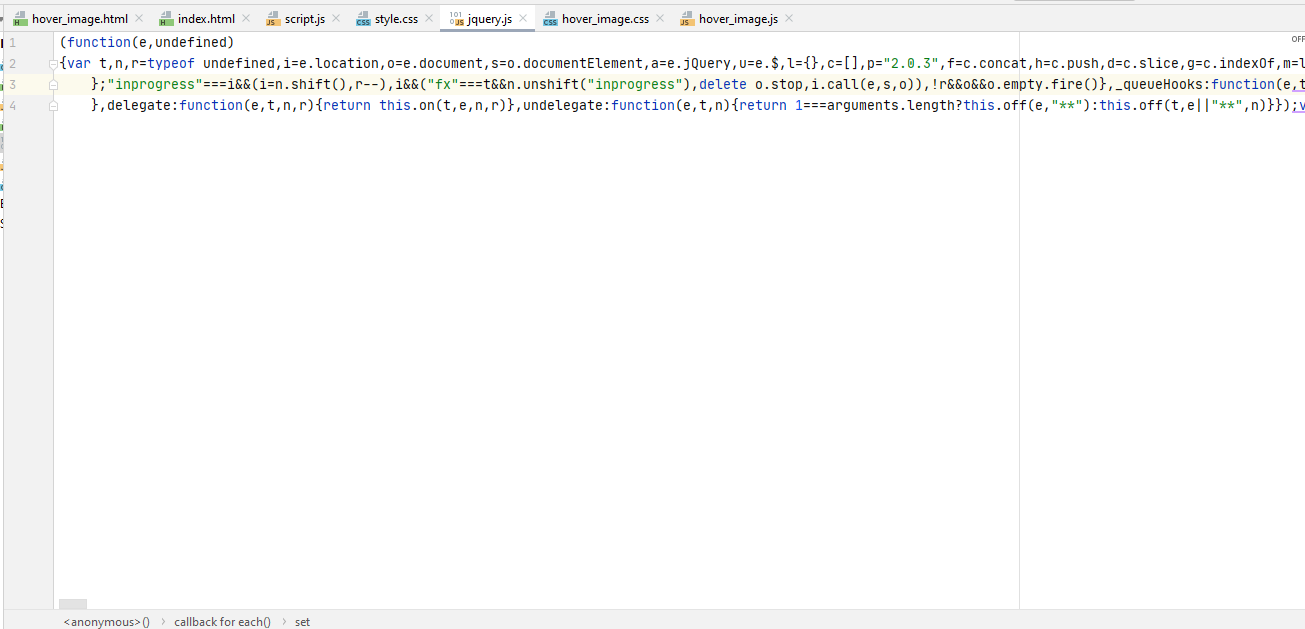 hover_image.html index.html script.js style.css jquery.js hover_image.css hover_image.js
OFF
1 (function(e,undefined)
2 {var t,n,r=typeof undefined,i=e.location,o=e.document,s=o.documentElement,a=e.jQuery,u=e.$,l={},c=[],p="2.0.3",f=c.concat,h=c.push,d=c.slice,g=c.indexOf,m=l
3 };"inprogress"===i&&(i=n.shift(),r--),i&&("fx"===t&&n.unshift("inprogress"),delete o.stop,i.call(e,s,o)),!r&&o&&o.empty.fire()},_queueHooks:function(e,t
4 },delegate:function(e,t,n,r){return this.on(t,e,n,r)},undelegate:function(e,t,n){return 1===arguments.length?this.off(e,"**"):this.off(t,e||"**",n)}});v
<anonymous>() › callback for each() › set